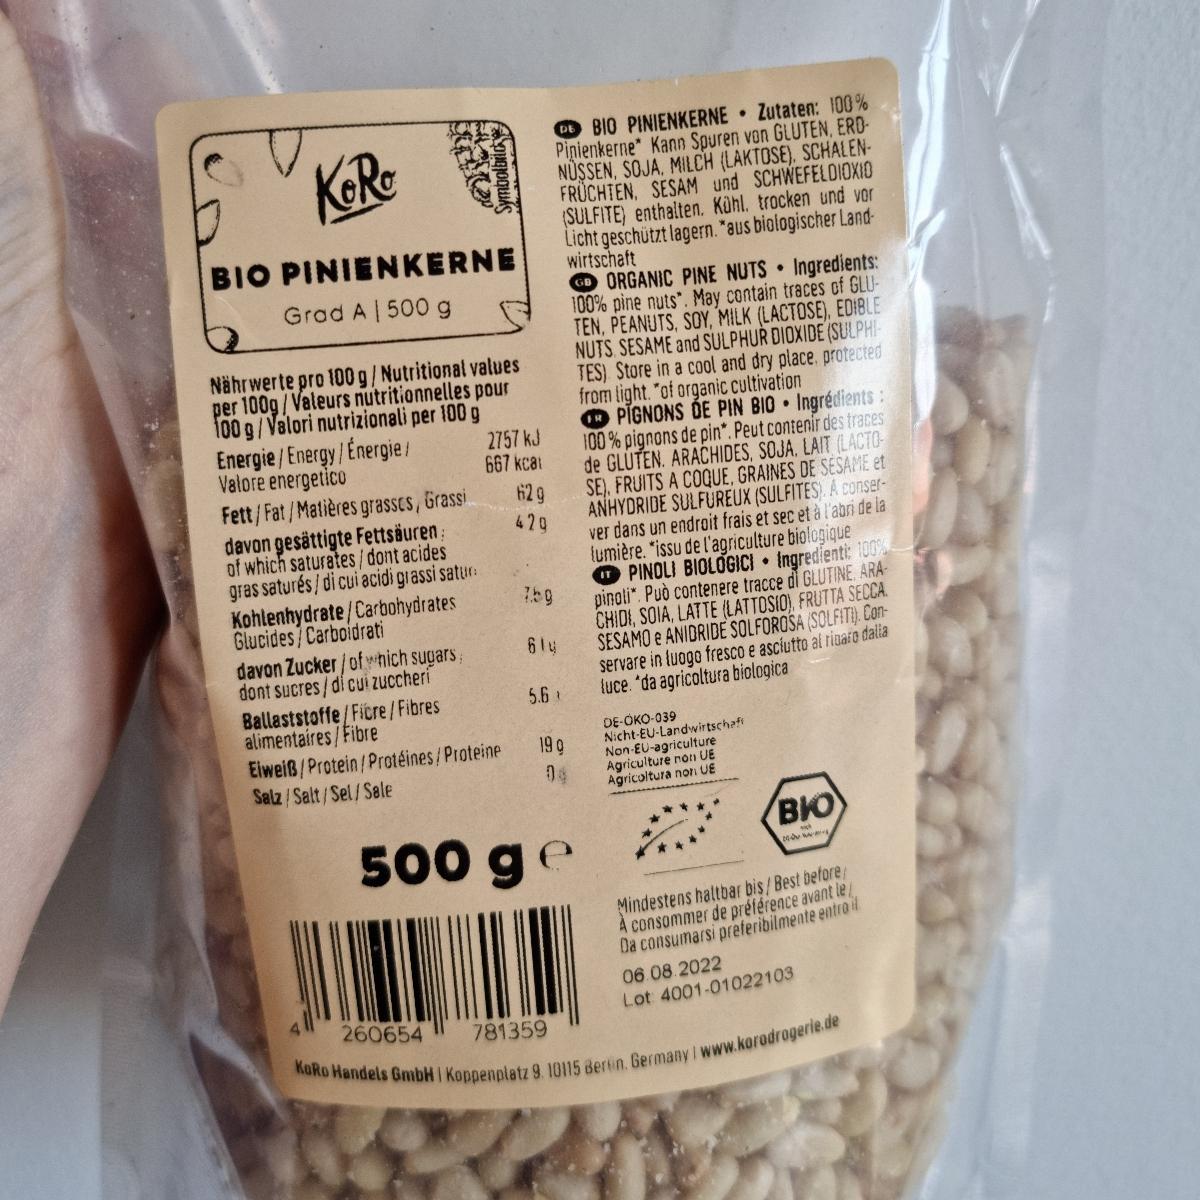 KoRo
Symbolbild
BIO PINIENKERNE
Grad A | 500 g
Nährwerte pro 100 g / Nutritional values
per 100g / Valeurs nutritionnelles pour
100 g / Valori nutrizionali per 100 g
Energie / Energy / Énergie / 2757 kJ
Valore energetico 667 kcal
Fett / Fat / Matières grasses, Grassi 62 g
davon gesättigte Fettsäuren 4.2 g
of which saturates / dont acides
gras saturés / di cui acidi grassi
Kohlenhydrate / Carbohydrates
Glucides / Carboidrati
davon Zucker / of which sugars
dont sucres / di cui zuccheri
Ballaststoffe / Fibre / Fibres 5.6
alimentaires / Fibre
Eiweiß / Protein / Protéines / Proteine 19 g
Salz / Salt / Sel / Sale
500 g e
4 260654 781359
DE BIO PINIENKERNE • Zutaten: 100 %
Pinienkerne* Kann Spuren von GLUTEN, ERD-
NÜSSEN, SOJA, MILCH (LAKTOSE), SCHALEN-
FRÜCHTEN, SESAM und SCHWEFELDIOXID
(SULFITE) enthalten. Kühl, trocken und vor
Licht geschützt lagern. *aus biologischer Land-
wirtschaft
GB ORGANIC PINE NUTS • Ingredients:
100% pine nuts*. May contain traces of GLU-
TEN, PEANUTS, SOY, MILK (LACTOSE), EDIBLE
NUTS, SESAME and SULPHUR DIOXIDE (SULPHI-
TES). Store in a cool and dry place, protected
from light. *of organic cultivation
FR PIGNONS DE PIN BIO • Ingrédients :
100 % pignons de pin*. Peut contenir des traces
de GLUTEN, ARACHIDES, SOJA, LAIT (LACTO-
SE), FRUITS A COQUE, GRAINES DE SÉSAME et
ANHYDRIDE SULFUREUX (SULFITES). À conser-
ver dans un endroit frais et sec et à l'abri de la
lumière. *issu de l'agriculture biologique
IT PINOLI BIOLOGICI • Ingredienti: 100%
pinoli*. Può contenere tracce di GLUTINE, ARA-
CHIDI, SOIA, LATTE (LATTOSIO), FRUTTA SECCA,
SESAMO e ANIDRIDE SOLFOROSA (SOLFITI). Con-
servare in luogo fresco e asciutto al riparo dalla
luce. *da agricoltura biologica
DE-ÖKO-039
Nicht-EU-Landwirtschaft
Non-EU-agriculture
Agriculture non UE
Agricoltura non UE
BIO
Mindestens haltbar bis / Best before /
À consommer de préférence avant le /
Da consumarsi preferibilmente entro il
06.08.2022
Lot: 4001-01022103
KoRo Handels GmbH | Koppenplatz 9, 10115 Berlin, Germany | www.korodrogerie.de